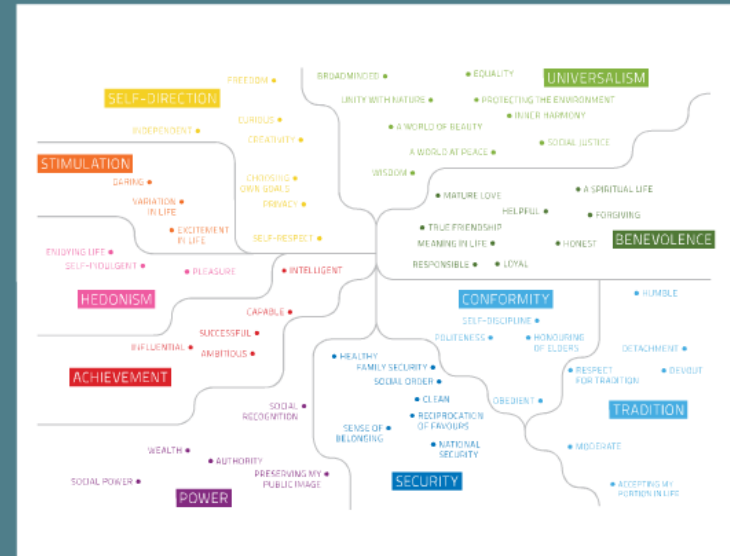 FREEDOM
SELF-DIRECTION
CURIOUS
INDEPENDENT
CREATIVITY
CHOOSING
OWN GOALS
PRIVACY
SELF-RESPECT
BROADMINDED
EQUALITY
UNIVERSALISM
UNITY WITH NATURE
PROTECTING THE ENVIRONMENT
INNER HARMONY
A WORLD OF BEAUTY
SOCIAL JUSTICE
A WORLD AT PEACE
WISDOM
STIMULATION
DARING
VARIATION
IN LIFE
EXCITEMENT
IN LIFE
MATURE LOVE
A SPIRITUAL LIFE
HELPFUL
FORGIVING
TRUE FRIENDSHIP
MEANING IN LIFE
HONEST
BENEVOLENCE
RESPONSIBLE
LOYAL
ENJOYING LIFE
SELF-INDULGENT
PLEASURE
HEDONISM
INTELLIGENT
CAPABLE
SUCCESSFUL
INFLUENTIAL
AMBITIOUS
ACHIEVEMENT
CONFORMITY
SELF-DISCIPLINE
POLITENESS
HONOURING
OF ELDERS
OBEDIENT
HUMBLE
DETACHMENT
RESPECT
FOR TRADITION
DEVOUT
TRADITION
MODERATE
ACCEPTING MY
PORTION IN LIFE
HEALTHY
FAMILY SECURITY
SOCIAL ORDER
CLEAN
RECIPROCATION
OF FAVOURS
SENSE OF
BELONGING
NATIONAL
SECURITY
SECURITY
SOCIAL
RECOGNITION
WEALTH
AUTHORITY
PRESERVING MY
PUBLIC IMAGE
SOCIAL POWER
POWER